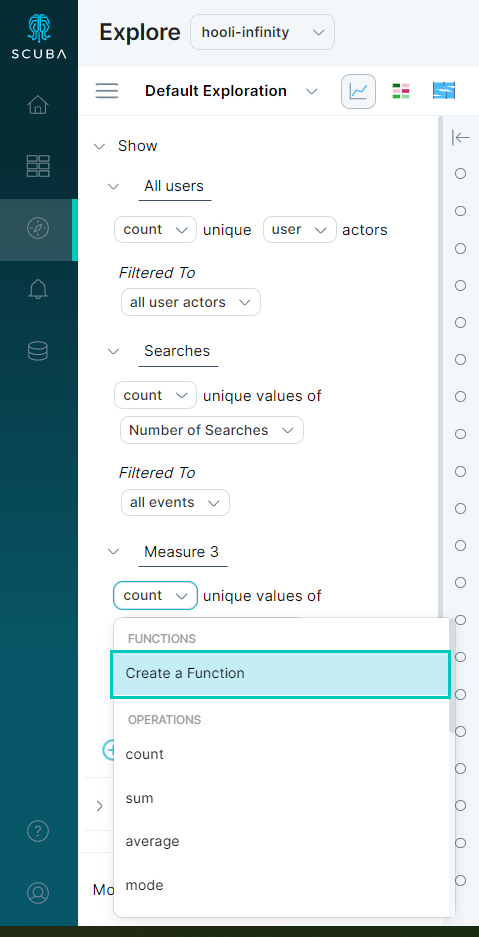 SCUBA
Explore hooli-infinity
Default Exploration
Show
All users
count unique user actors
Filtered To
all user actors
Searches
count unique values of
Number of Searches
Filtered To
all events
Measure 3
count unique values of
FUNCTIONS
Create a Function
OPERATIONS
count
sum
average
mode
Mo